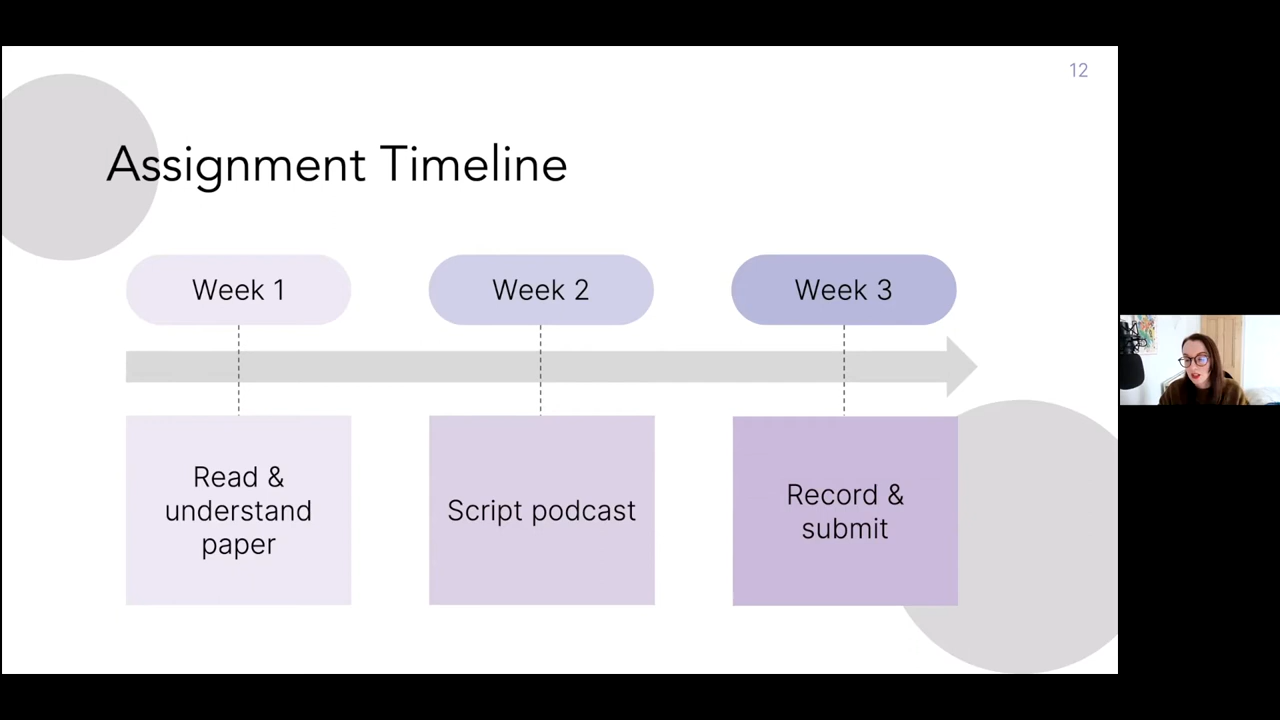 12
Assignment Timeline
Week 1
Week 2
Week 3
Read &
understand
paper
Script podcast
Record &
submit